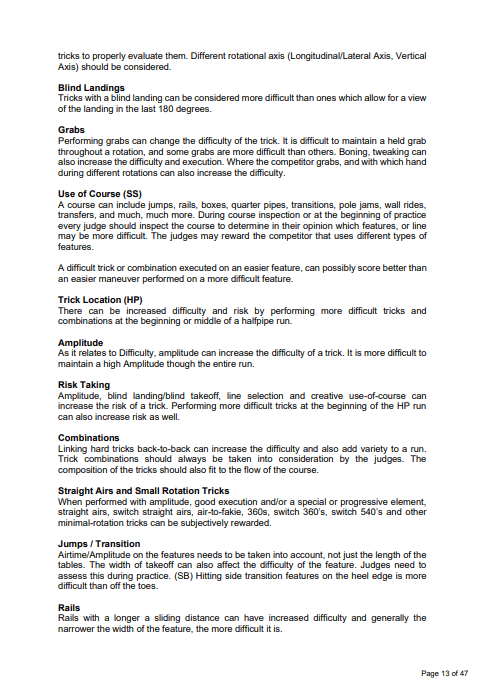 tricks to properly evaluate them. Different rotational axis (Longitudinal/Lateral Axis, Vertical
Axis) should be considered.
Blind Landings
Tricks with a blind landing can be considered more difficult than ones which allow for a view
of the landing in the last 180 degrees.
Grabs
Performing grabs can change the difficulty of the trick. It is difficult to maintain a held grab
throughout a rotation, and some grabs are more difficult than others. Boning, tweaking can
also increase the difficulty and execution. Where the competitor grabs, and with which hand
during different rotations can also increase the difficulty.
Use of Course (SS)
A course can include jumps, rails, boxes, quarter pipes, transitions, pole jams, wall rides,
transfers, and much, much more. During course inspection or at the beginning of practice
every judge should inspect the course to determine in their opinion which features, or line
may be more difficult. The judges may reward the competitor that uses different types of
features.
A difficult trick or combination executed on an easier feature, can possibly score better than
an easier maneuver performed on a more difficult feature.
Trick Location (HP)
There can be increased difficulty and risk by performing more difficult tricks and
combinations at the beginning or middle of a halfpipe run.
Amplitude
As it relates to Difficulty, amplitude can increase the difficulty of a trick. It is more difficult to
maintain a high Amplitude though the entire run.
Risk Taking
Amplitude, blind landing/blind takeoff, line selection and creative use-of-course can
increase the risk of a trick. Performing more difficult tricks at the beginning of the HP run
can also increase risk as well.
Combinations
Linking hard tricks back-to-back can increase the difficulty and also add variety to a run.
Trick combinations should always be taken into consideration by the judges. The
composition of the tricks should also fit to the flow of the course.
Straight Airs and Small Rotation Tricks
When performed with amplitude, good execution and/or a special or progressive element,
straight airs, switch straight airs, air-to-fakie, 360s, switch 360's, switch 540's and other
minimal-rotation tricks can be subjectively rewarded.
Jumps / Transition
Airtime/Amplitude on the features needs to be taken into account, not just the length of the
tables. The width of takeoff can also affect the difficulty of the feature. Judges need to
assess this during practice. (SB) Hitting side transition features on the heel edge is more
difficult than off the toes.
Rails
Rails with a longer a sliding distance can have increased difficulty and generally the
narrower the width of the feature, the more difficult it is.
Page 13 of 47